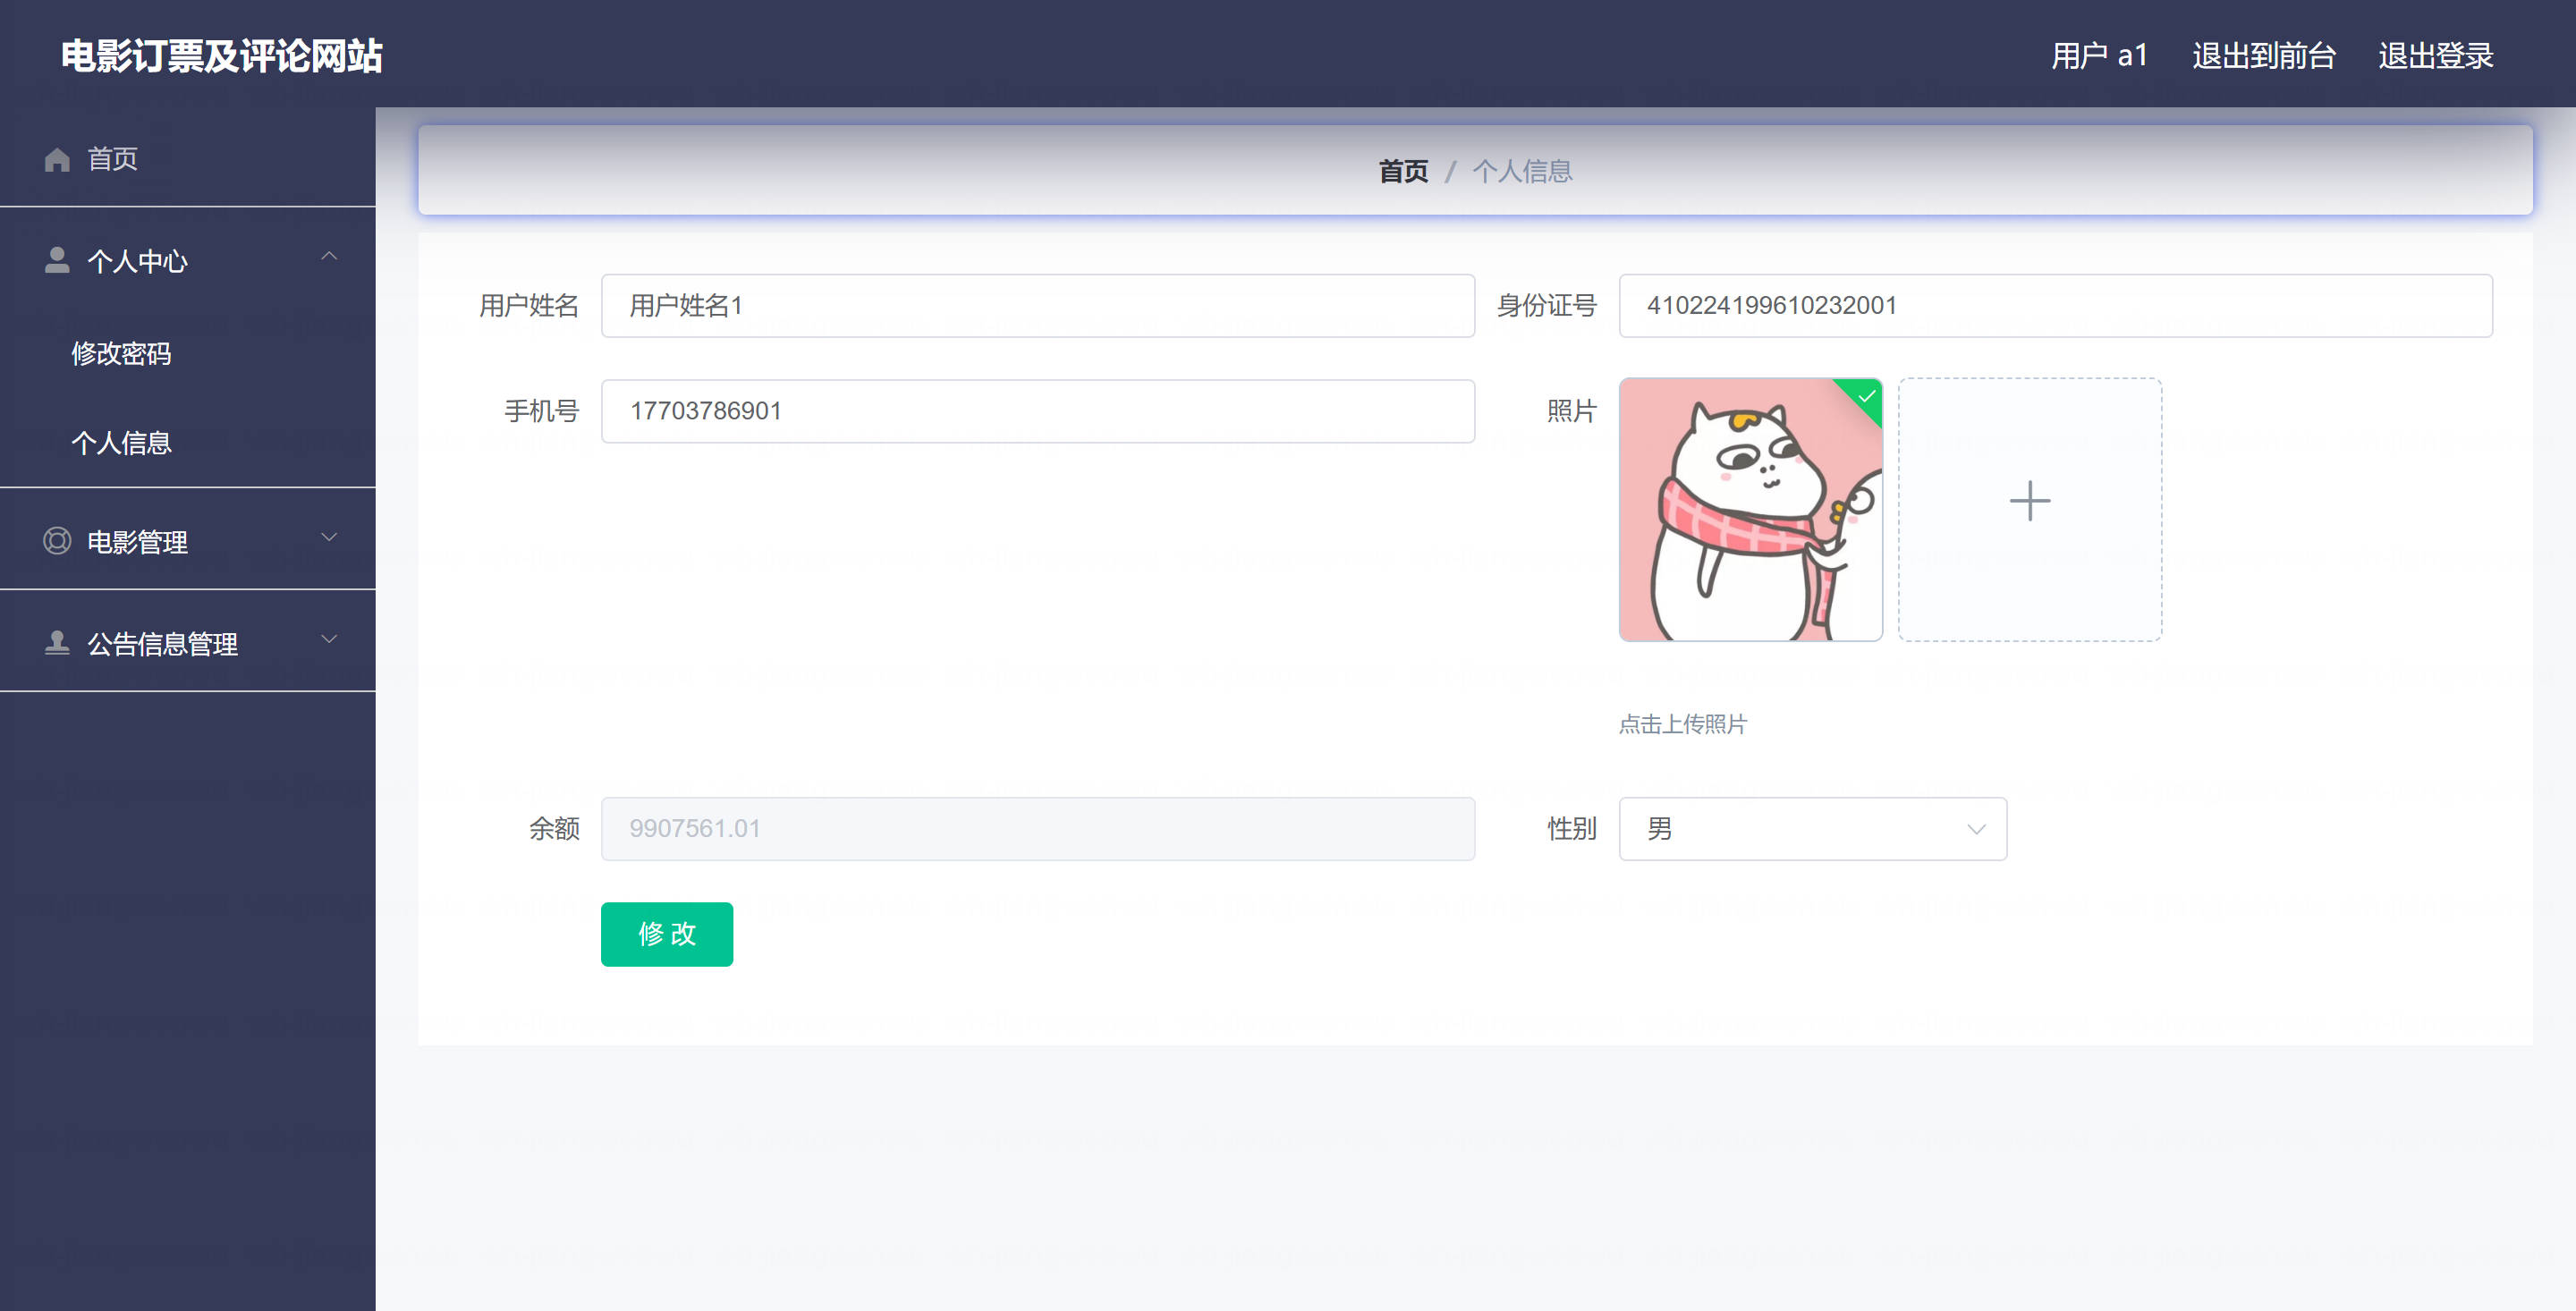 电影订票及评论网站
用户 a1 退出到前台 退出登录
首页
个人中心
修改密码
个人信息
电影管理
公告信息管理
首页 / 个人信息
用户姓名 用户姓名1 身份证号 410224199610232001
手机号 17703786901 照片
点击上传照片
余额 9907561.01 性别 男
修 改